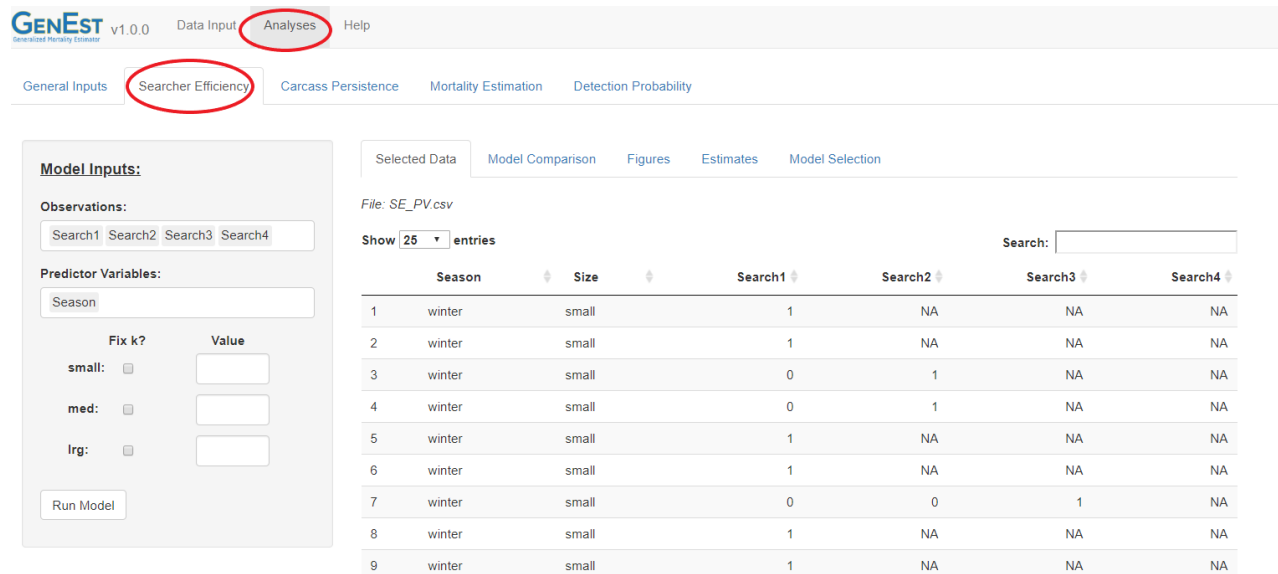 GENEST v1.0.0 Data Input Analyses Help
Generalized Mortality Estimator
General Inputs Searcher Efficiency Carcass Persistence Mortality Estimation Detection Probability
Model Inputs:
Observations:
Search1 Search2 Search3 Search4
Predictor Variables:
Season
Fix k? Value
small:
med:
lrg:
Run Model
Selected Data Model Comparison Figures Estimates Model Selection
File: SE_PV.csv
Show 25 entries Search:
Season Size Search1 Search2 Search3 Search4
1 winter small 1 NA NA NA
2 winter small 1 NA NA NA
3 winter small 0 1 NA NA
4 winter small 0 1 NA NA
5 winter small 1 NA NA NA
6 winter small 1 NA NA NA
7 winter small 0 0 1 NA
8 winter small 1 NA NA NA
9 winter small 1 NA NA NA